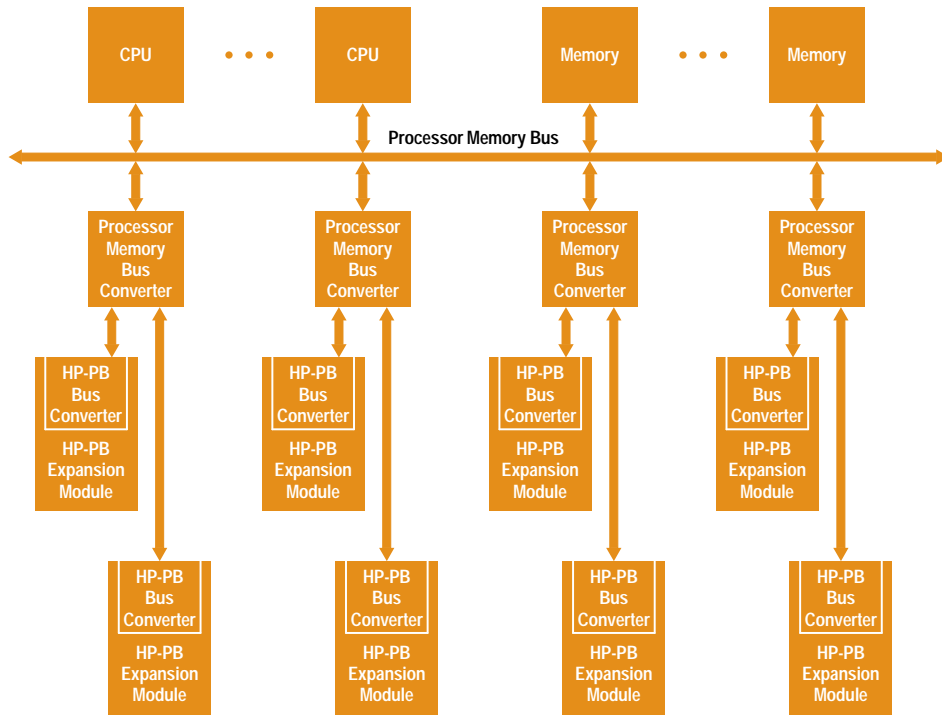 CPU
CPU
Memory
Memory
Processor Memory Bus
Processor
Memory
Bus
Converter
Processor
Memory
Bus
Converter
Processor
Memory
Bus
Converter
Processor
Memory
Bus
Converter
HP-PB
Bus
Converter
HP-PB
Expansion
Module
HP-PB
Bus
Converter
HP-PB
Expansion
Module
HP-PB
Bus
Converter
HP-PB
Expansion
Module
HP-PB
Bus
Converter
HP-PB
Expansion
Module
HP-PB
Bus
Converter
HP-PB
Expansion
Module
HP-PB
Bus
Converter
HP-PB
Expansion
Module
HP-PB
Bus
Converter
HP-PB
Expansion
Module
HP-PB
Bus
Converter
HP-PB
Expansion
Module